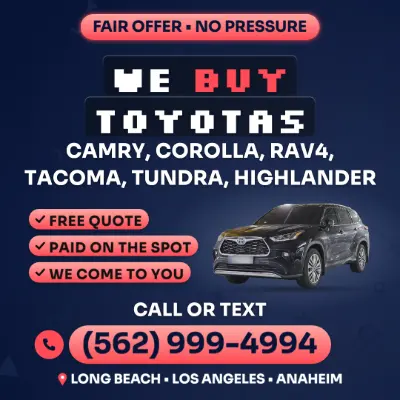 FAIR OFFER • NO PRESSURE
WE BUY
TOYOTAS
CAMRY, COROLLA, RAV4,
TACOMA, TUNDRA, HIGHLANDER
FREE QUOTE
PAID ON THE SPOT
WE COME TO YOU
CALL OR TEXT
(562) 999-4994
LONG BEACH • LOS ANGELES • ANAHEIM